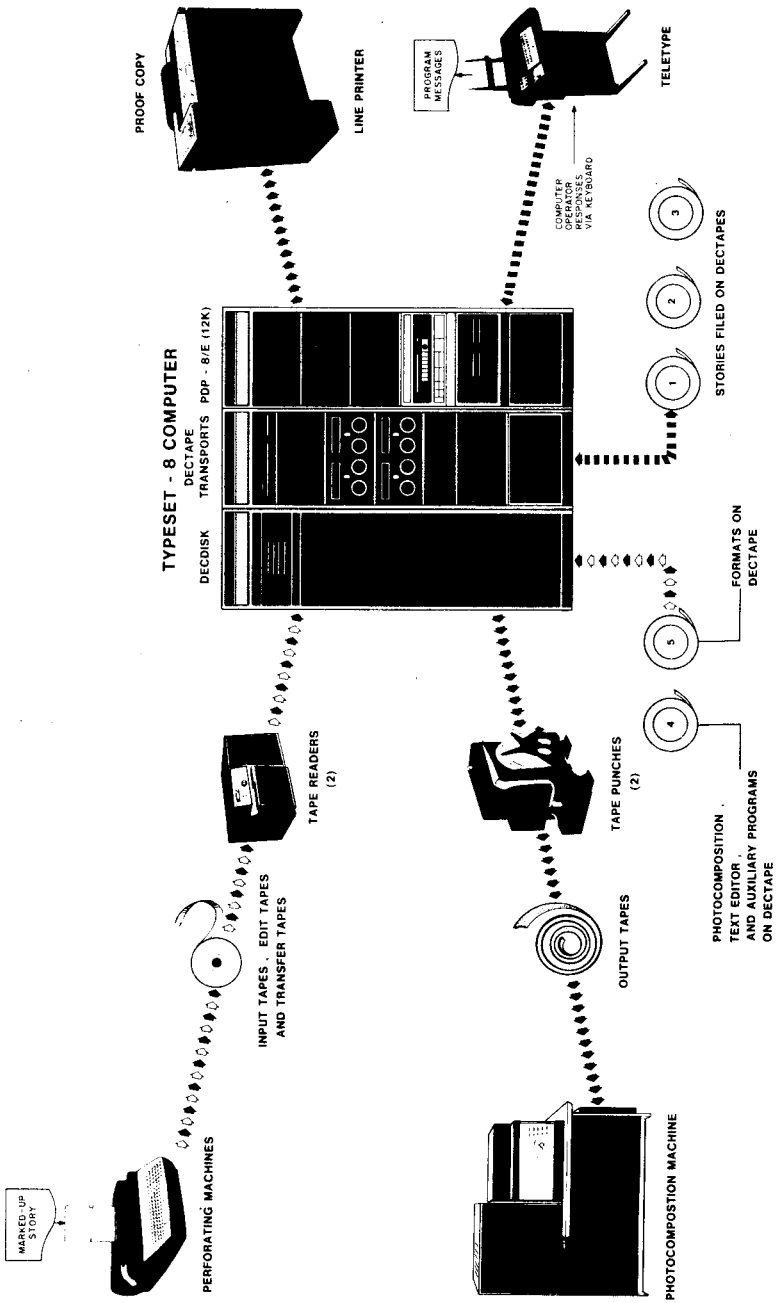 MARKED-UP
STORY
PERFORATING MACHINES
INPUT TAPES, EDIT TAPES
AND TRANSFER TAPES
TAPE READERS
(2)
TYPESET - 8 COMPUTER
DECDISK
DECTAPE
TRANSPORTS
PDP - 8/E (12K)
PROOF COPY
LINE PRINTER
PROGRAM
MESSAGES
TELETYPE
COMPUTER
OPERATOR
RESPONSES
VIA KEYBOARD
PHOTOCOMPOSTION MACHINE
OUTPUT TAPES
TAPE PUNCHES
(2)
4
PHOTOCOMPOSITION,
TEXT EDITOR,
AND AUXILIARY PROGRAMS
ON DECTAPE
5
FORMATS ON
DECTAPE
1
2
3
STORIES FILED ON DECTAPES